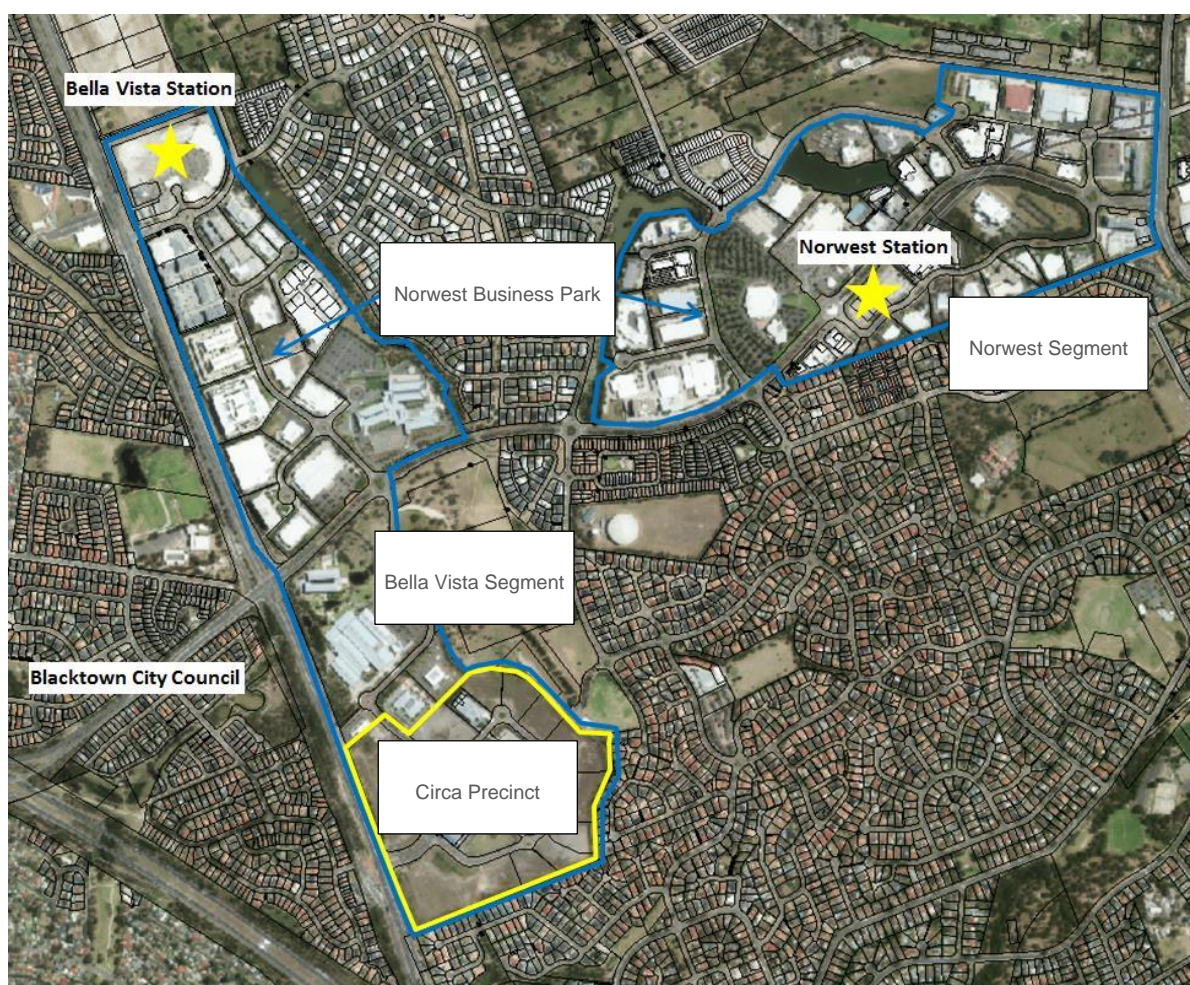 Bella Vista Station
Norwest Station
Norwest Business Park
Norwest Segment
Bella Vista Segment
Blacktown City Council
Circa Precinct